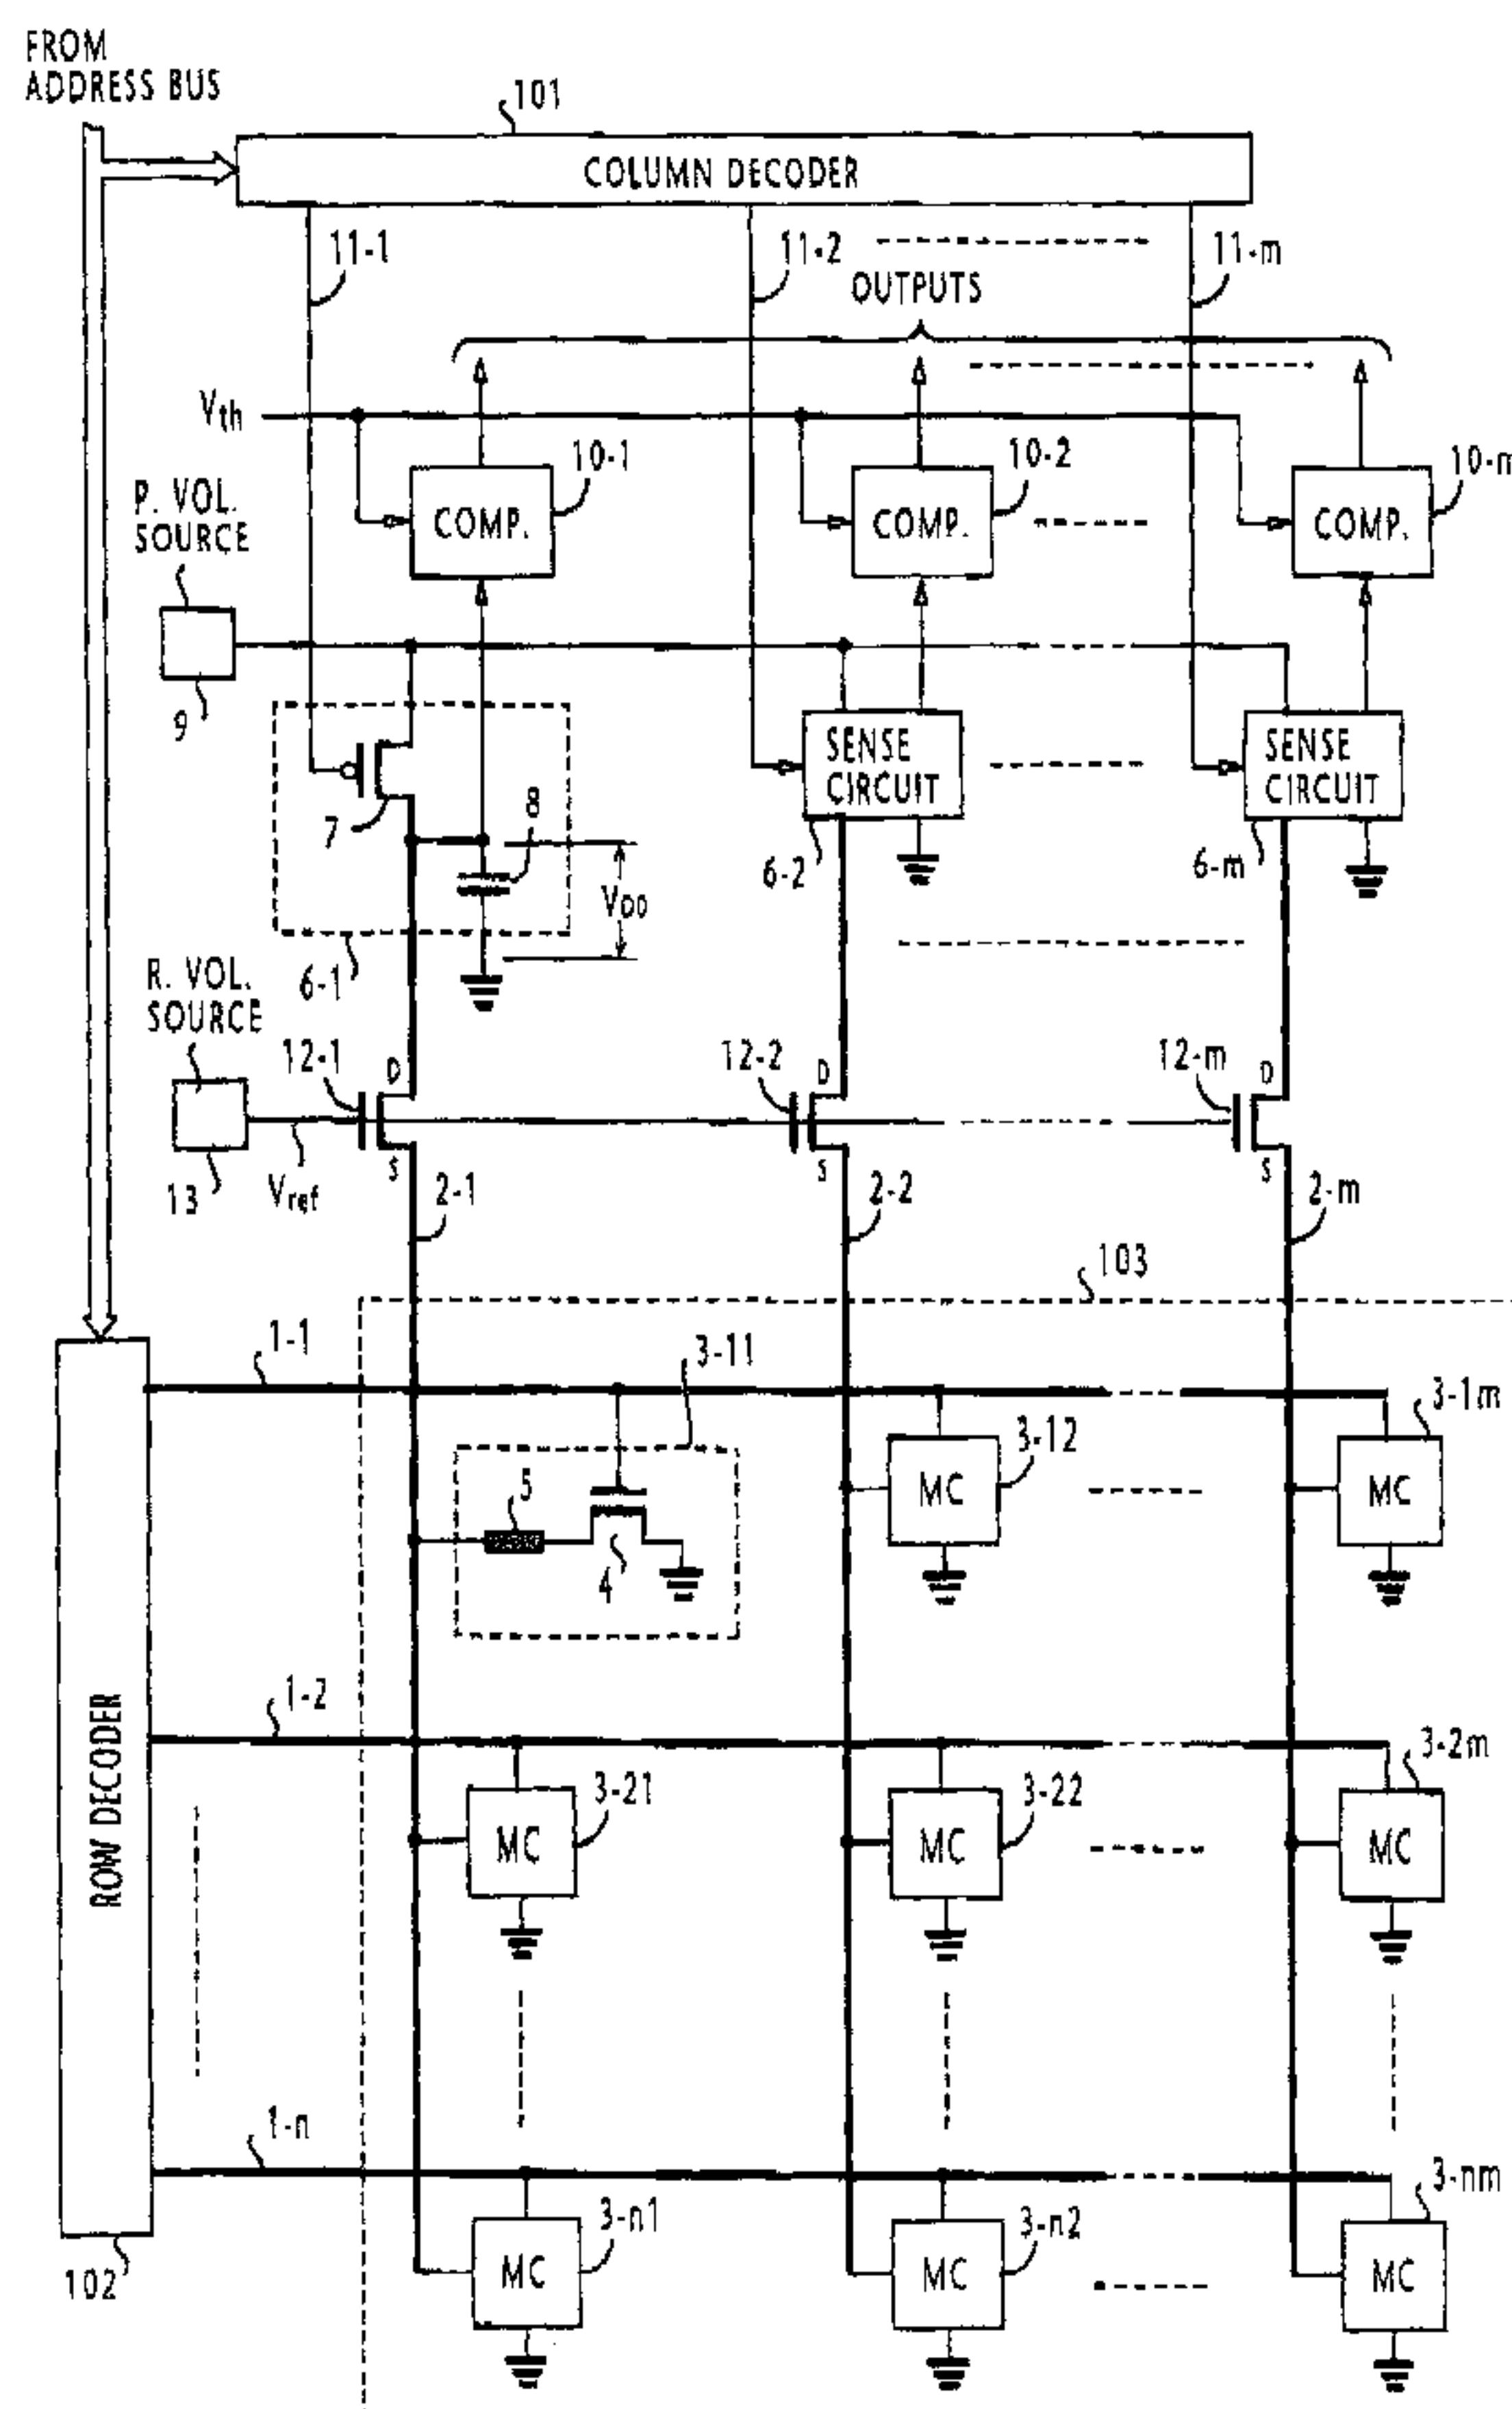 FROM
ADDRESS BUS
101
COLUMN DECODER
11-1
11-2
11-m
OUTPUTS
Vth
10-1
10-2
10-m
COMP.
COMP.
COMP.
P. VOL.
SOURCE
9
SENSE
CIRCUIT
SENSE
CIRCUIT
7
8
VDD
6-1
6-2
6-m
R. VOL.
SOURCE
12-1
D
12-2
D
12-m
D
13
Vref
S
S
S
2-1
2-2
2-m
103
1-1
3-11
3-12
3-1m
5
4
MC
MC
ROW DECODER
1-2
3-21
3-22
3-2m
MC
MC
MC
1-n
3-n1
3-n2
3-nm
MC
MC
MC
102